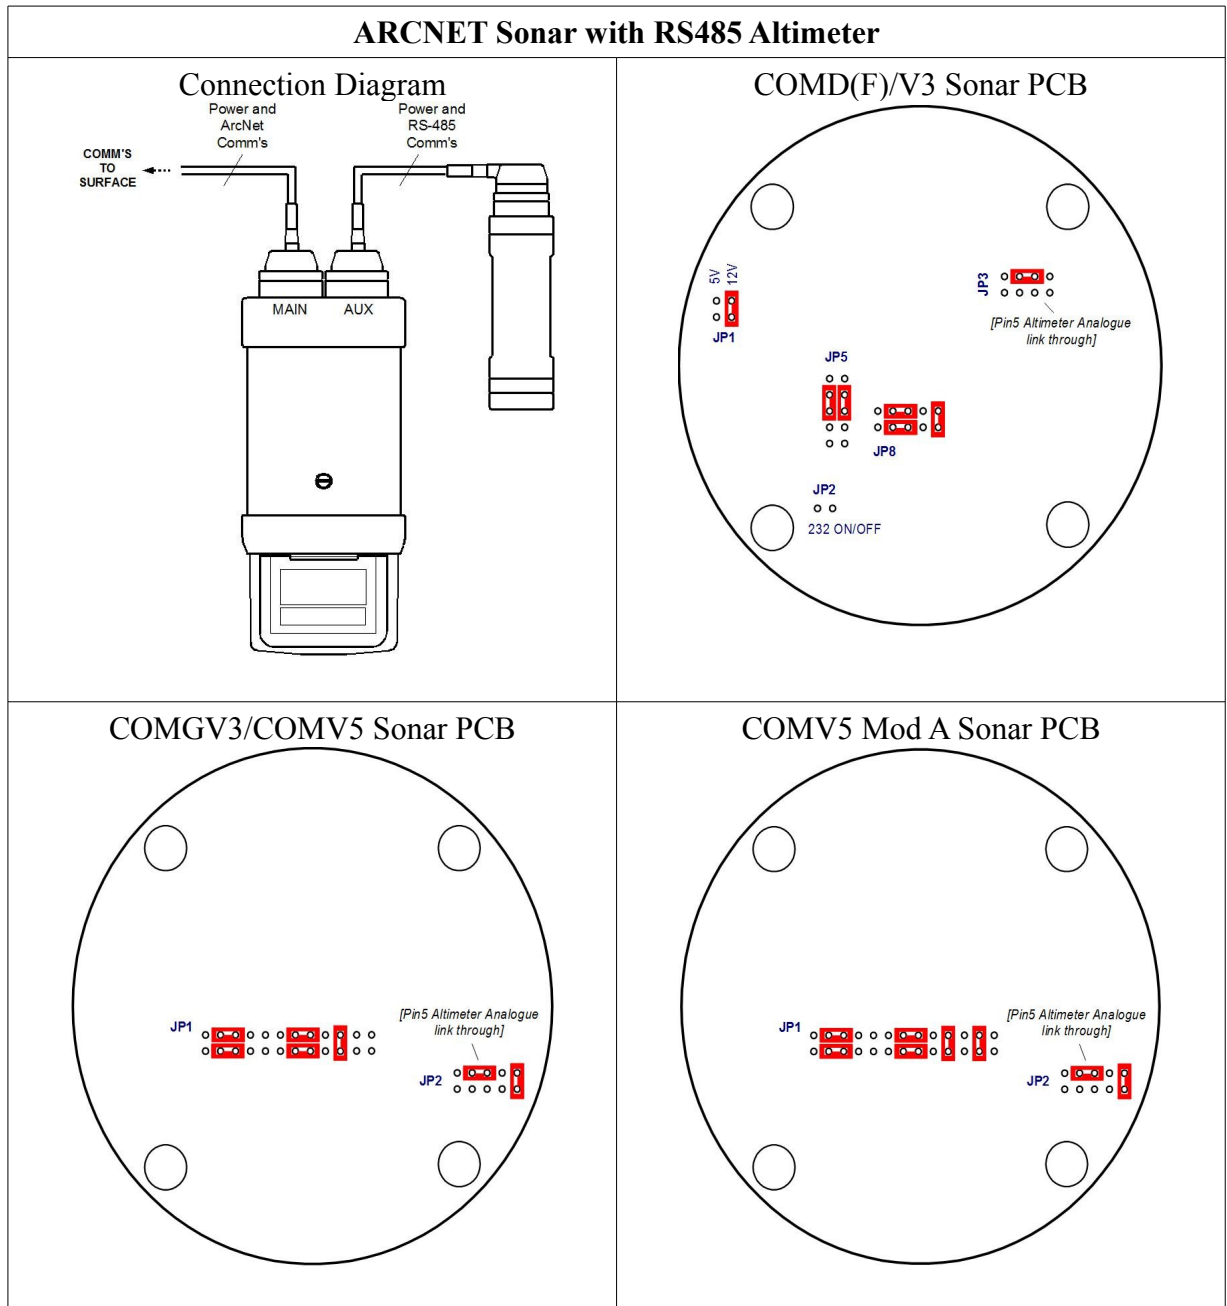 ARCNET Sonar with RS485 Altimeter
Connection Diagram
Power and
ArcNet
Comm's
Power and
RS-485
Comm's
COMM'S
TO
SURFACE
MAIN
AUX
COMD(F)/V3 Sonar PCB
5V
12V
JP1
JP3
[Pin5 Altimeter Analogue
link through]
JP5
JP8
JP2
232 ON/OFF
COMGV3/COMV5 Sonar PCB
[Pin5 Altimeter Analogue
link through]
JP1
JP2
COMV5 Mod A Sonar PCB
[Pin5 Altimeter Analogue
link through]
JP1
JP2